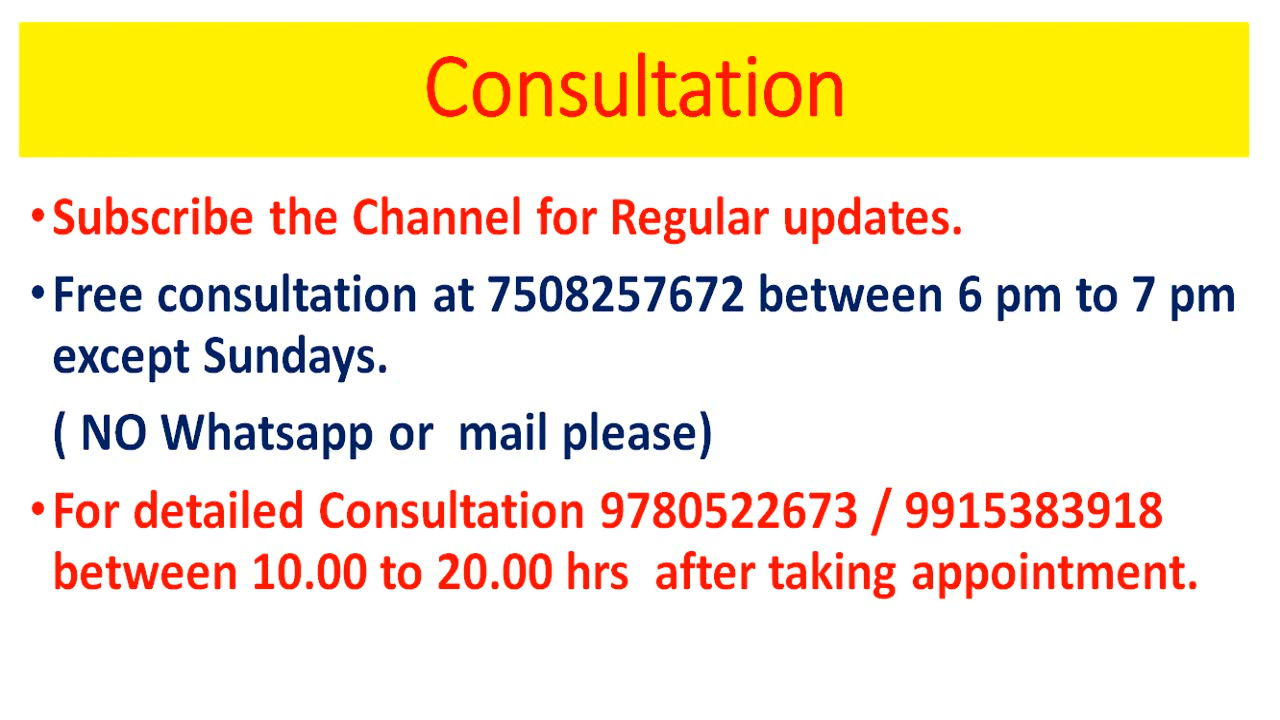 Consultation
•Subscribe the Channel for Regular updates.
•Free consultation at 7508257672 between 6 pm to 7 pm
except Sundays.
( NO Whatsapp or  mail please)
•For detailed Consultation 9780522673 / 9915383918
between 10.00 to 20.00 hrs  after taking appointment.